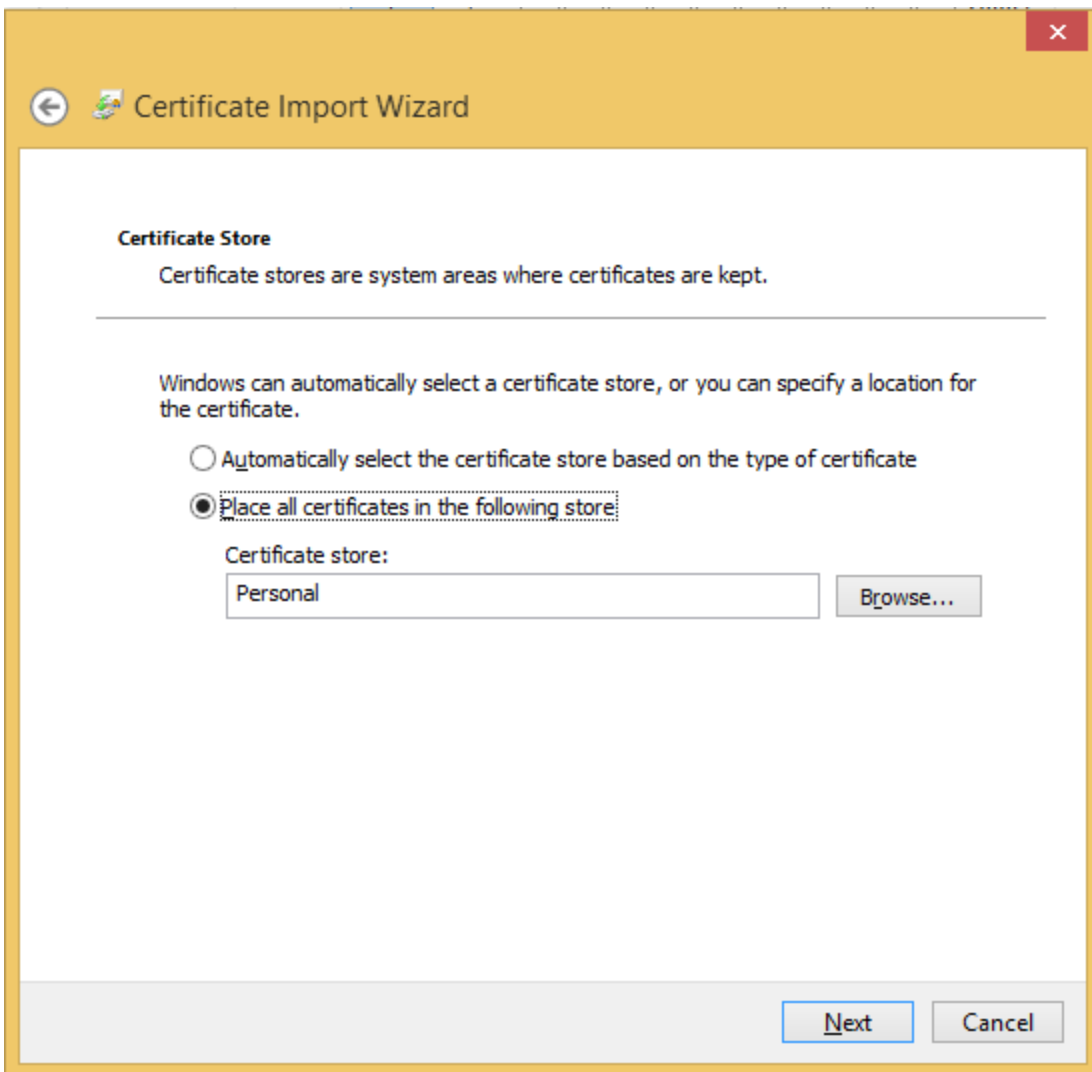 Certificate Import Wizard
Certificate Store
Certificate stores are system areas where certificates are kept.
Windows can automatically select a certificate store, or you can specify a location for
the certificate.
Automatically select the certificate store based on the type of certificate
Place all certificates in the following store
Certificate store:
Personal
Browse...
Next
Cancel